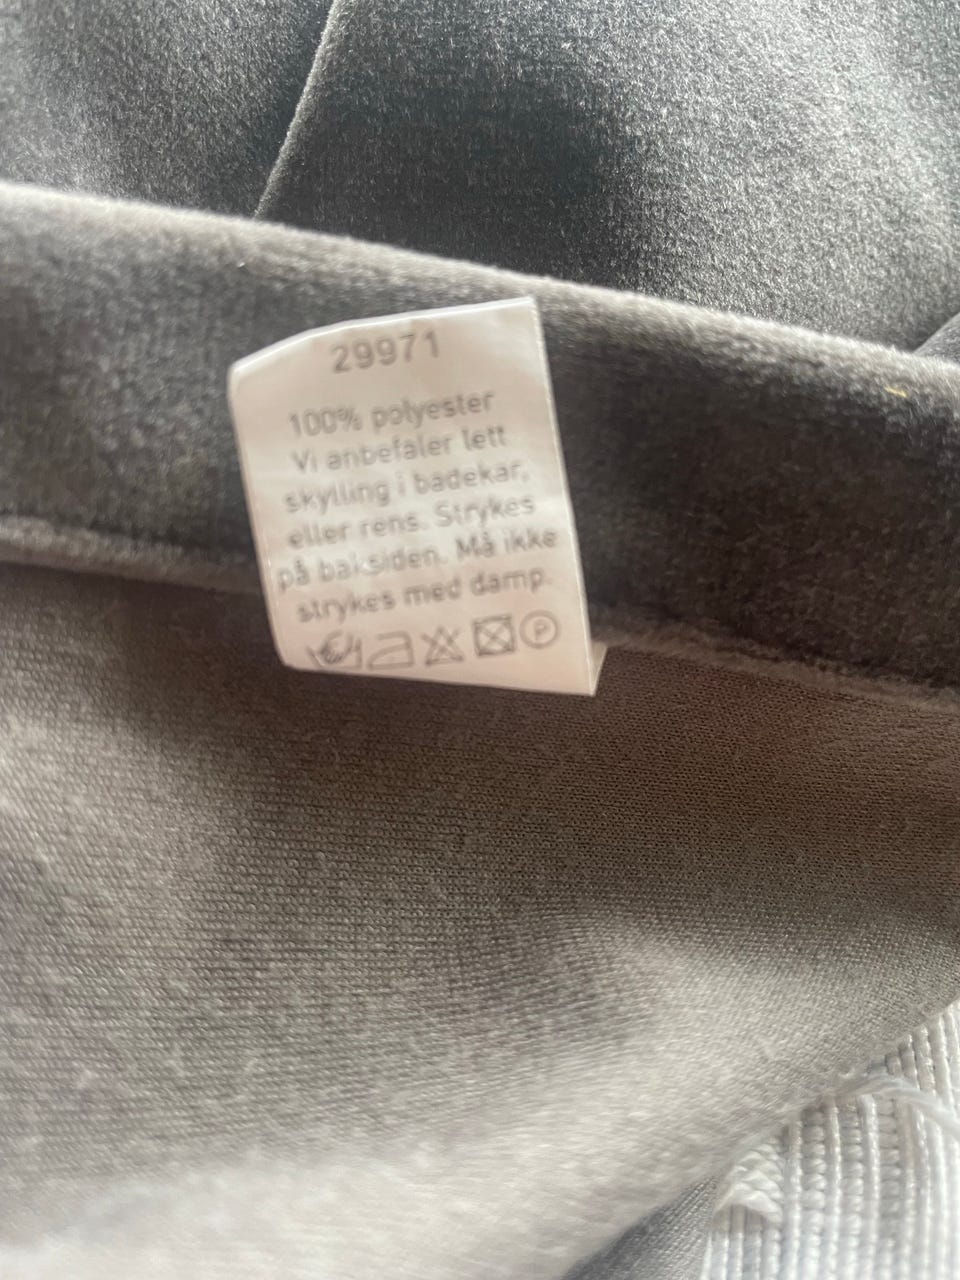 29971
100% polyester
Vi anbefaler lett
skylling i badekar,
eller rens. Strykes
på baksiden. Må ikke
strykes med damp.
P